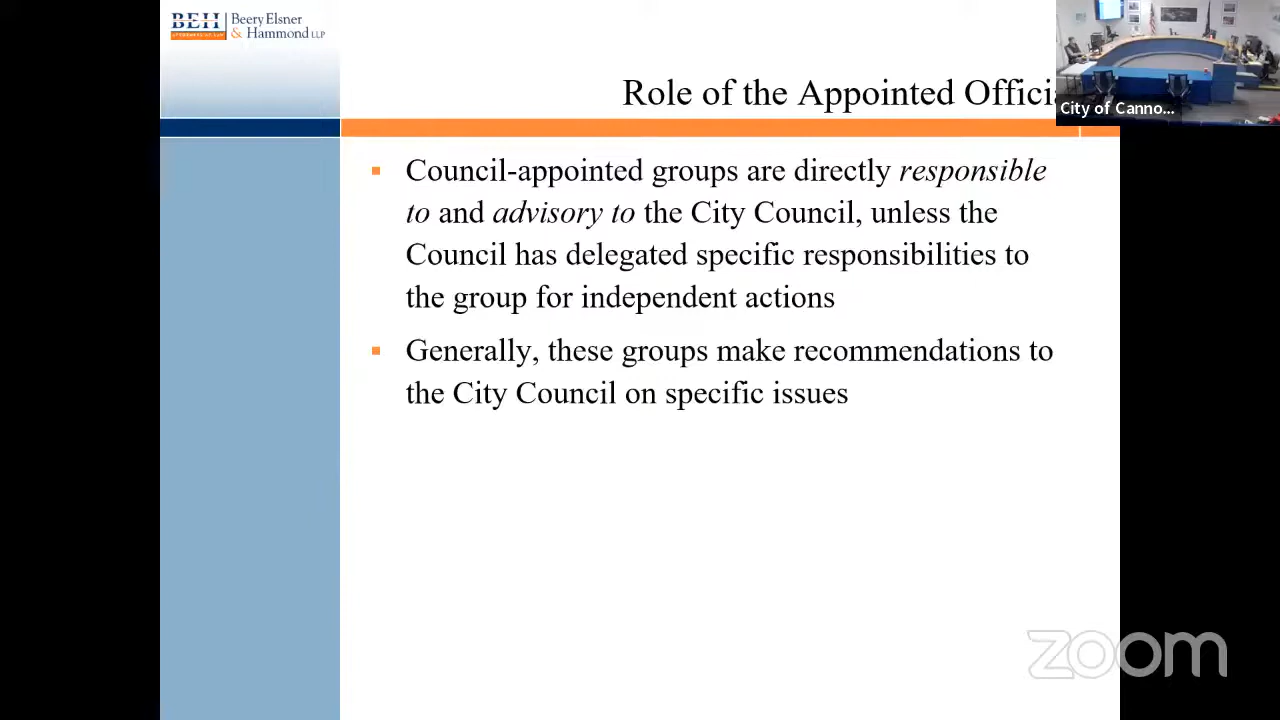 BEH
Beery Elsner
& Hammond LLP
Role of the Appointed Officia
City of Canno...
Council-appointed groups are directly responsible
to and advisory to the City Council, unless the
Council has delegated specific responsibilities to
the group for independent actions
Generally, these groups make recommendations to
the City Council on specific issues
zoom